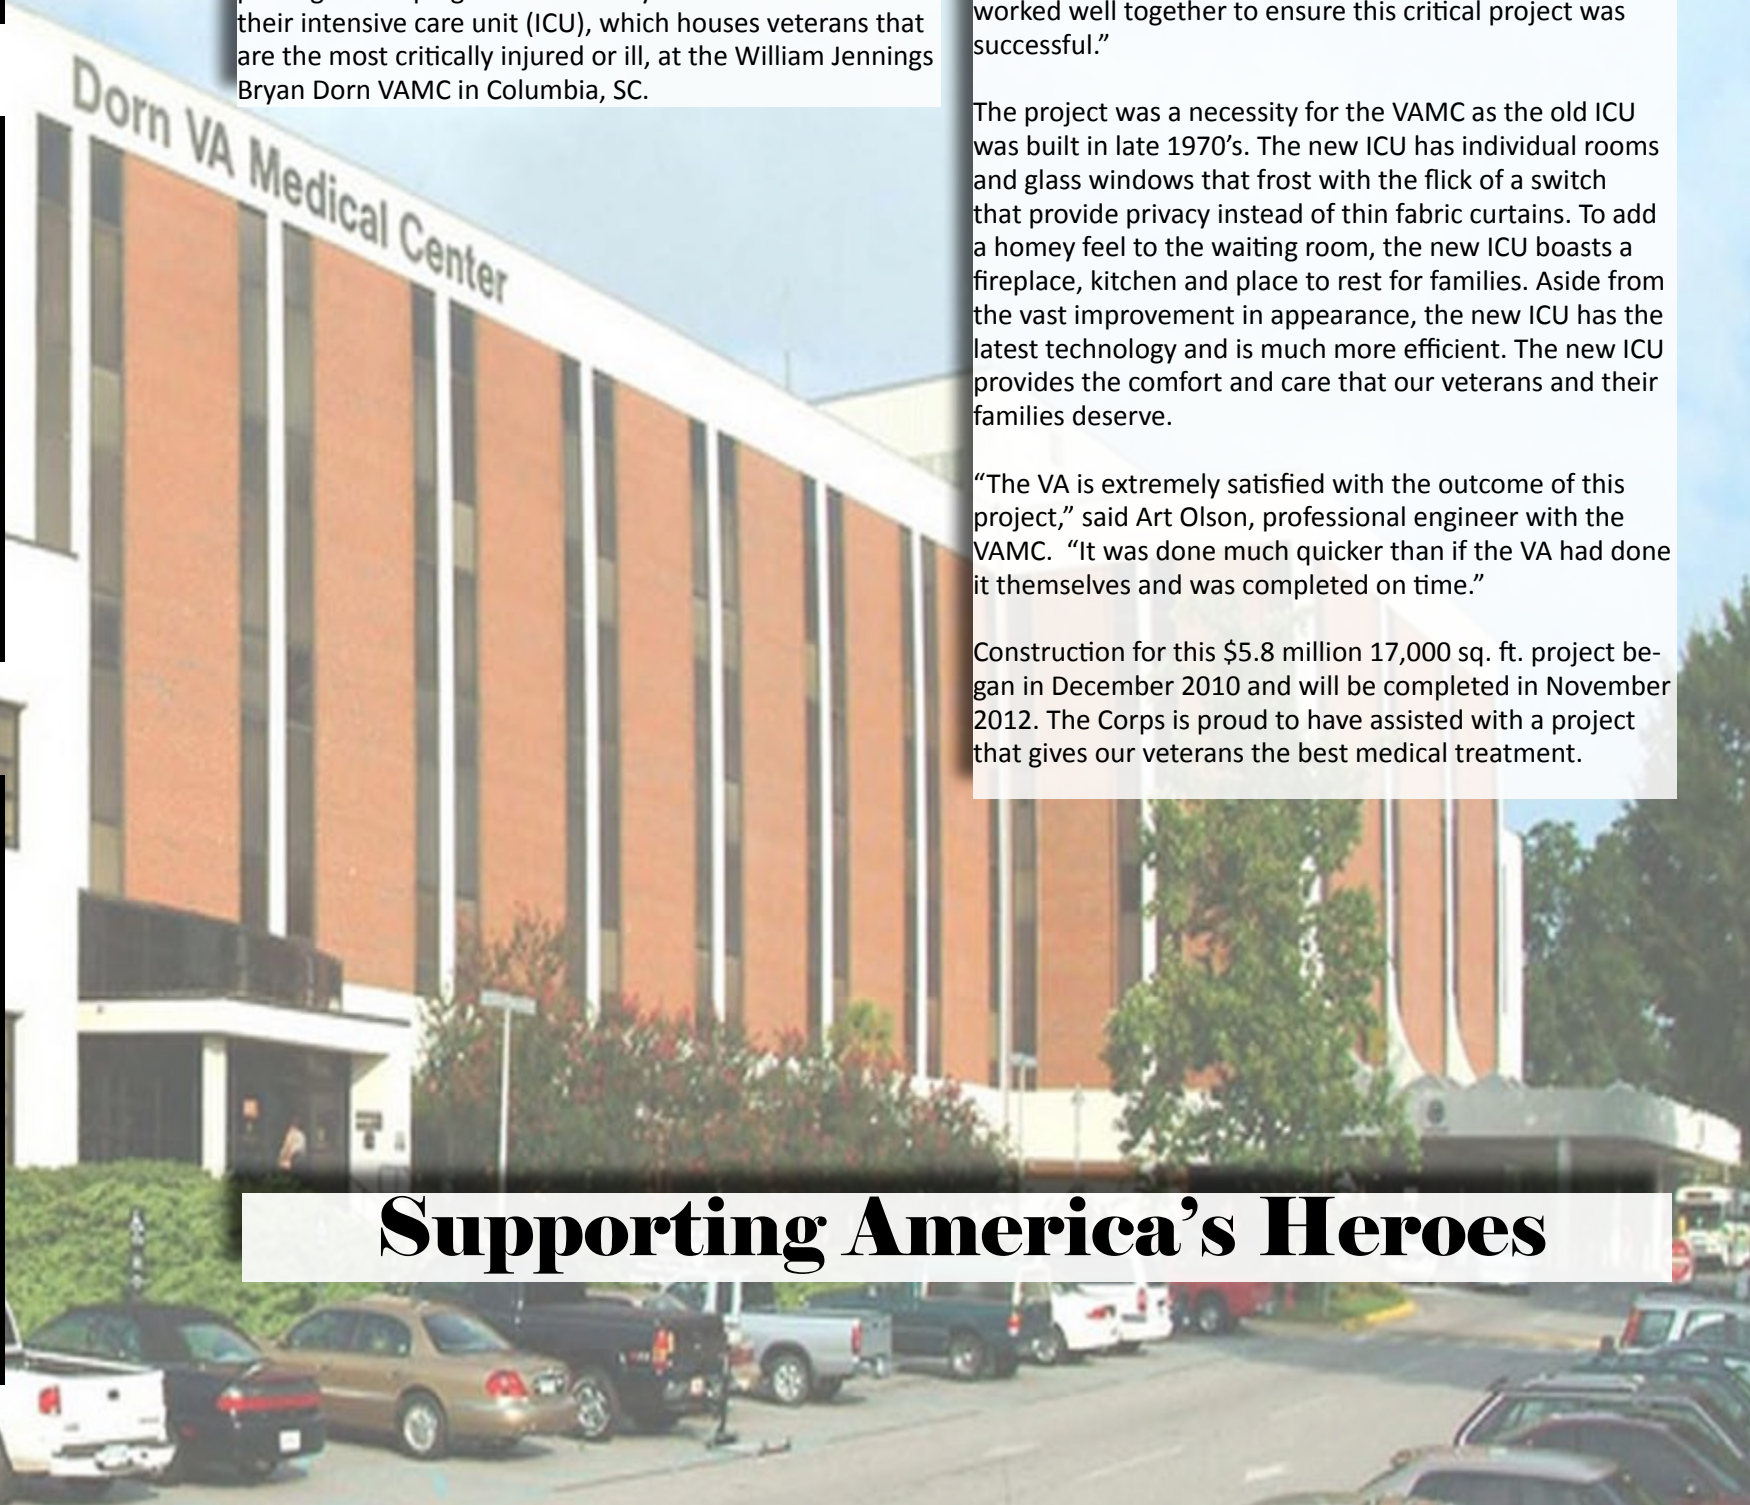 their intensive care unit (ICU), which houses veterans that
are the most critically injured or ill, at the William Jennings
Bryan Dorn VAMC in Columbia, SC.
worked well together to ensure this critical project was
successful.”
The project was a necessity for the VAMC as the old ICU
was built in late 1970’s. The new ICU has individual rooms
and glass windows that frost with the flick of a switch
that provide privacy instead of thin fabric curtains. To add
a homey feel to the waiting room, the new ICU boasts a
fireplace, kitchen and place to rest for families. Aside from
the vast improvement in appearance, the new ICU has the
latest technology and is much more efficient. The new ICU
provides the comfort and care that our veterans and their
families deserve.
“The VA is extremely satisfied with the outcome of this
project,” said Art Olson, professional engineer with the
VAMC.  “It was done much quicker than if the VA had done
it themselves and was completed on time.”
Construction for this $5.8 million 17,000 sq. ft. project be-
gan in December 2010 and will be completed in November
2012. The Corps is proud to have assisted with a project
that gives our veterans the best medical treatment.
Dorn VA Medical Center
Supporting America’s Heroes